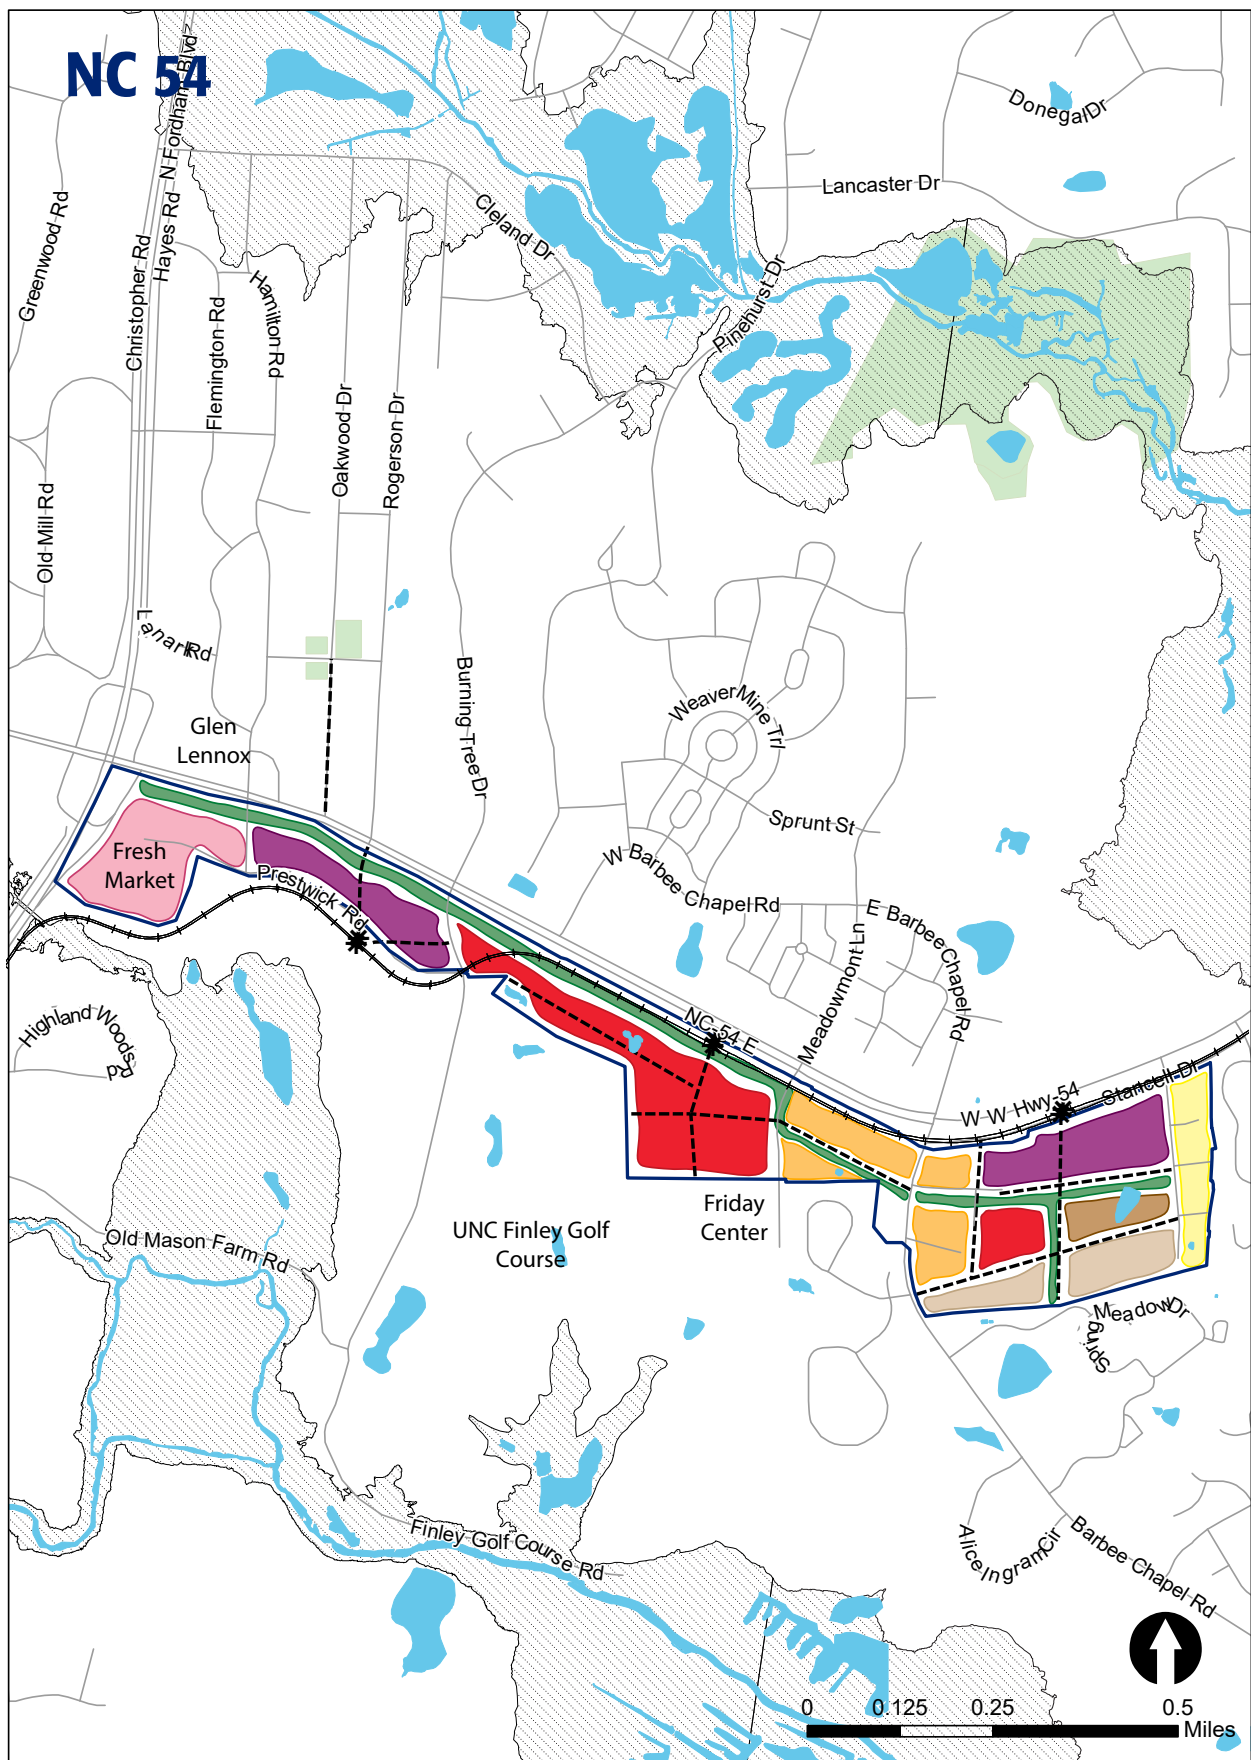 NC 54
N Fordham Blvd
Donegal Dr
Lancaster Dr
Greenwood Rd
Christopher Rd
Hayes Rd
Cleland Dr
Hamilton Rd
Flemington Rd
Pinehurst Dr
Oakwood Dr
Rogerson Dr
Old Mill Rd
Lanark Rd
Burning Tree Dr
Weaver Mine Trl
Glen
Lennox
Sprunt St
W Barbee Chapel Rd
E Barbee Chapel Rd
Fresh
Market
Prestwick Rd
Meadowmont Ln
NC-54 E
Highland Woods Rd
W W Hwy-54
Stancell Dr
Friday
Center
UNC Finley Golf
Course
Old Mason Farm Rd
Spring Meadow Dr
Finley Golf Course Rd
Alice Ingram Cir
Barbee Chapel Rd
0
0.125
0.25
0.5
Miles